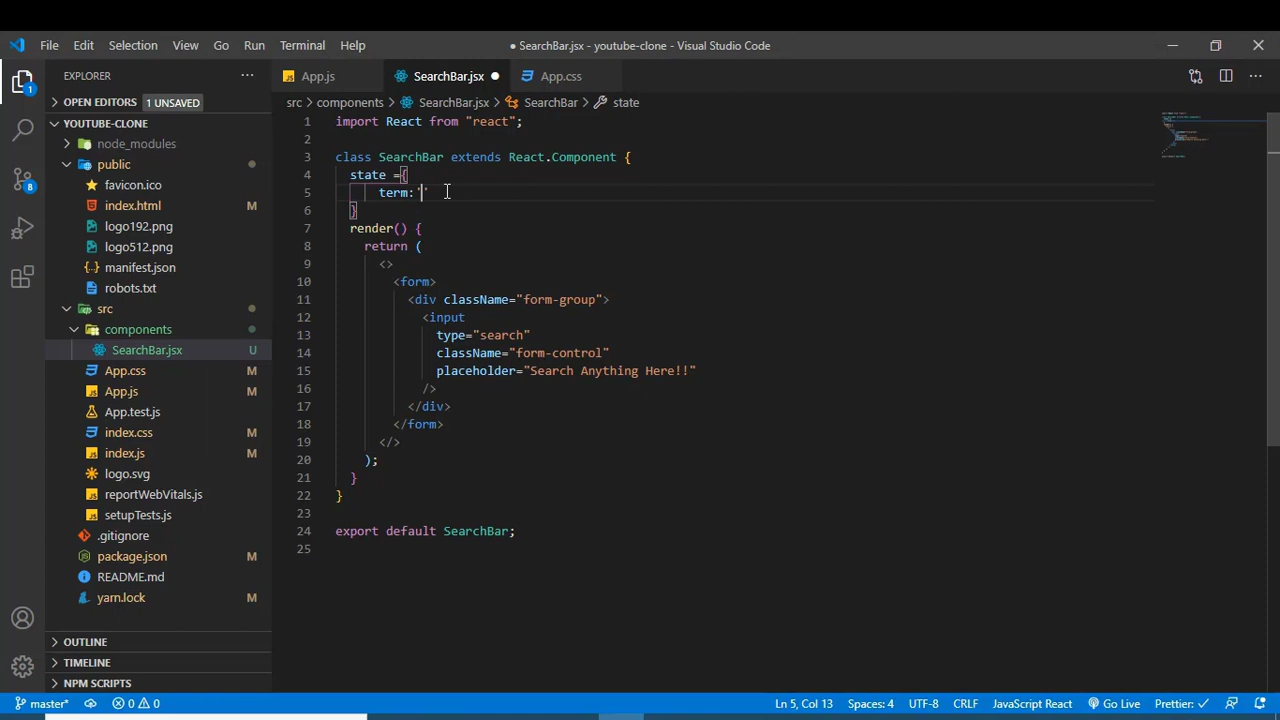 File Edit Selection View Go Run Terminal Help
● SearchBar.jsx - youtube-clone - Visual Studio Code
EXPLORER
OPEN EDITORS 1 UNSAVED
YOUTUBE-CLONE
node_modules
public
favicon.ico
index.html M
logo192.png
logo512.png
manifest.json
robots.txt
src
components
SearchBar.jsx U
App.css M
App.js M
App.test.js
index.css M
index.js M
logo.svg
reportWebVitals.js
setupTests.js
.gitignore
package.json M
README.md
yarn.lock M
OUTLINE
TIMELINE
NPM SCRIPTS
1
8
App.js SearchBar.jsx ● App.css
src > components > SearchBar.jsx > SearchBar > state
1 import React from "react";
2
3 class SearchBar extends React.Component {
4 state ={
5 term:''
6 }
7 render() {
8 return (
9 <>
10 <form>
11 <div className="form-group">
12 <input
13 type="search"
14 className="form-control"
15 placeholder="Search Anything Here!!"
16 />
17 </div>
18 </form>
19 </>
20 );
21 }
22 }
23
24 export default SearchBar;
25
master* 0 0 Ln 5, Col 13 Spaces: 4 UTF-8 CRLF JavaScript React Go Live Prettier: ✓